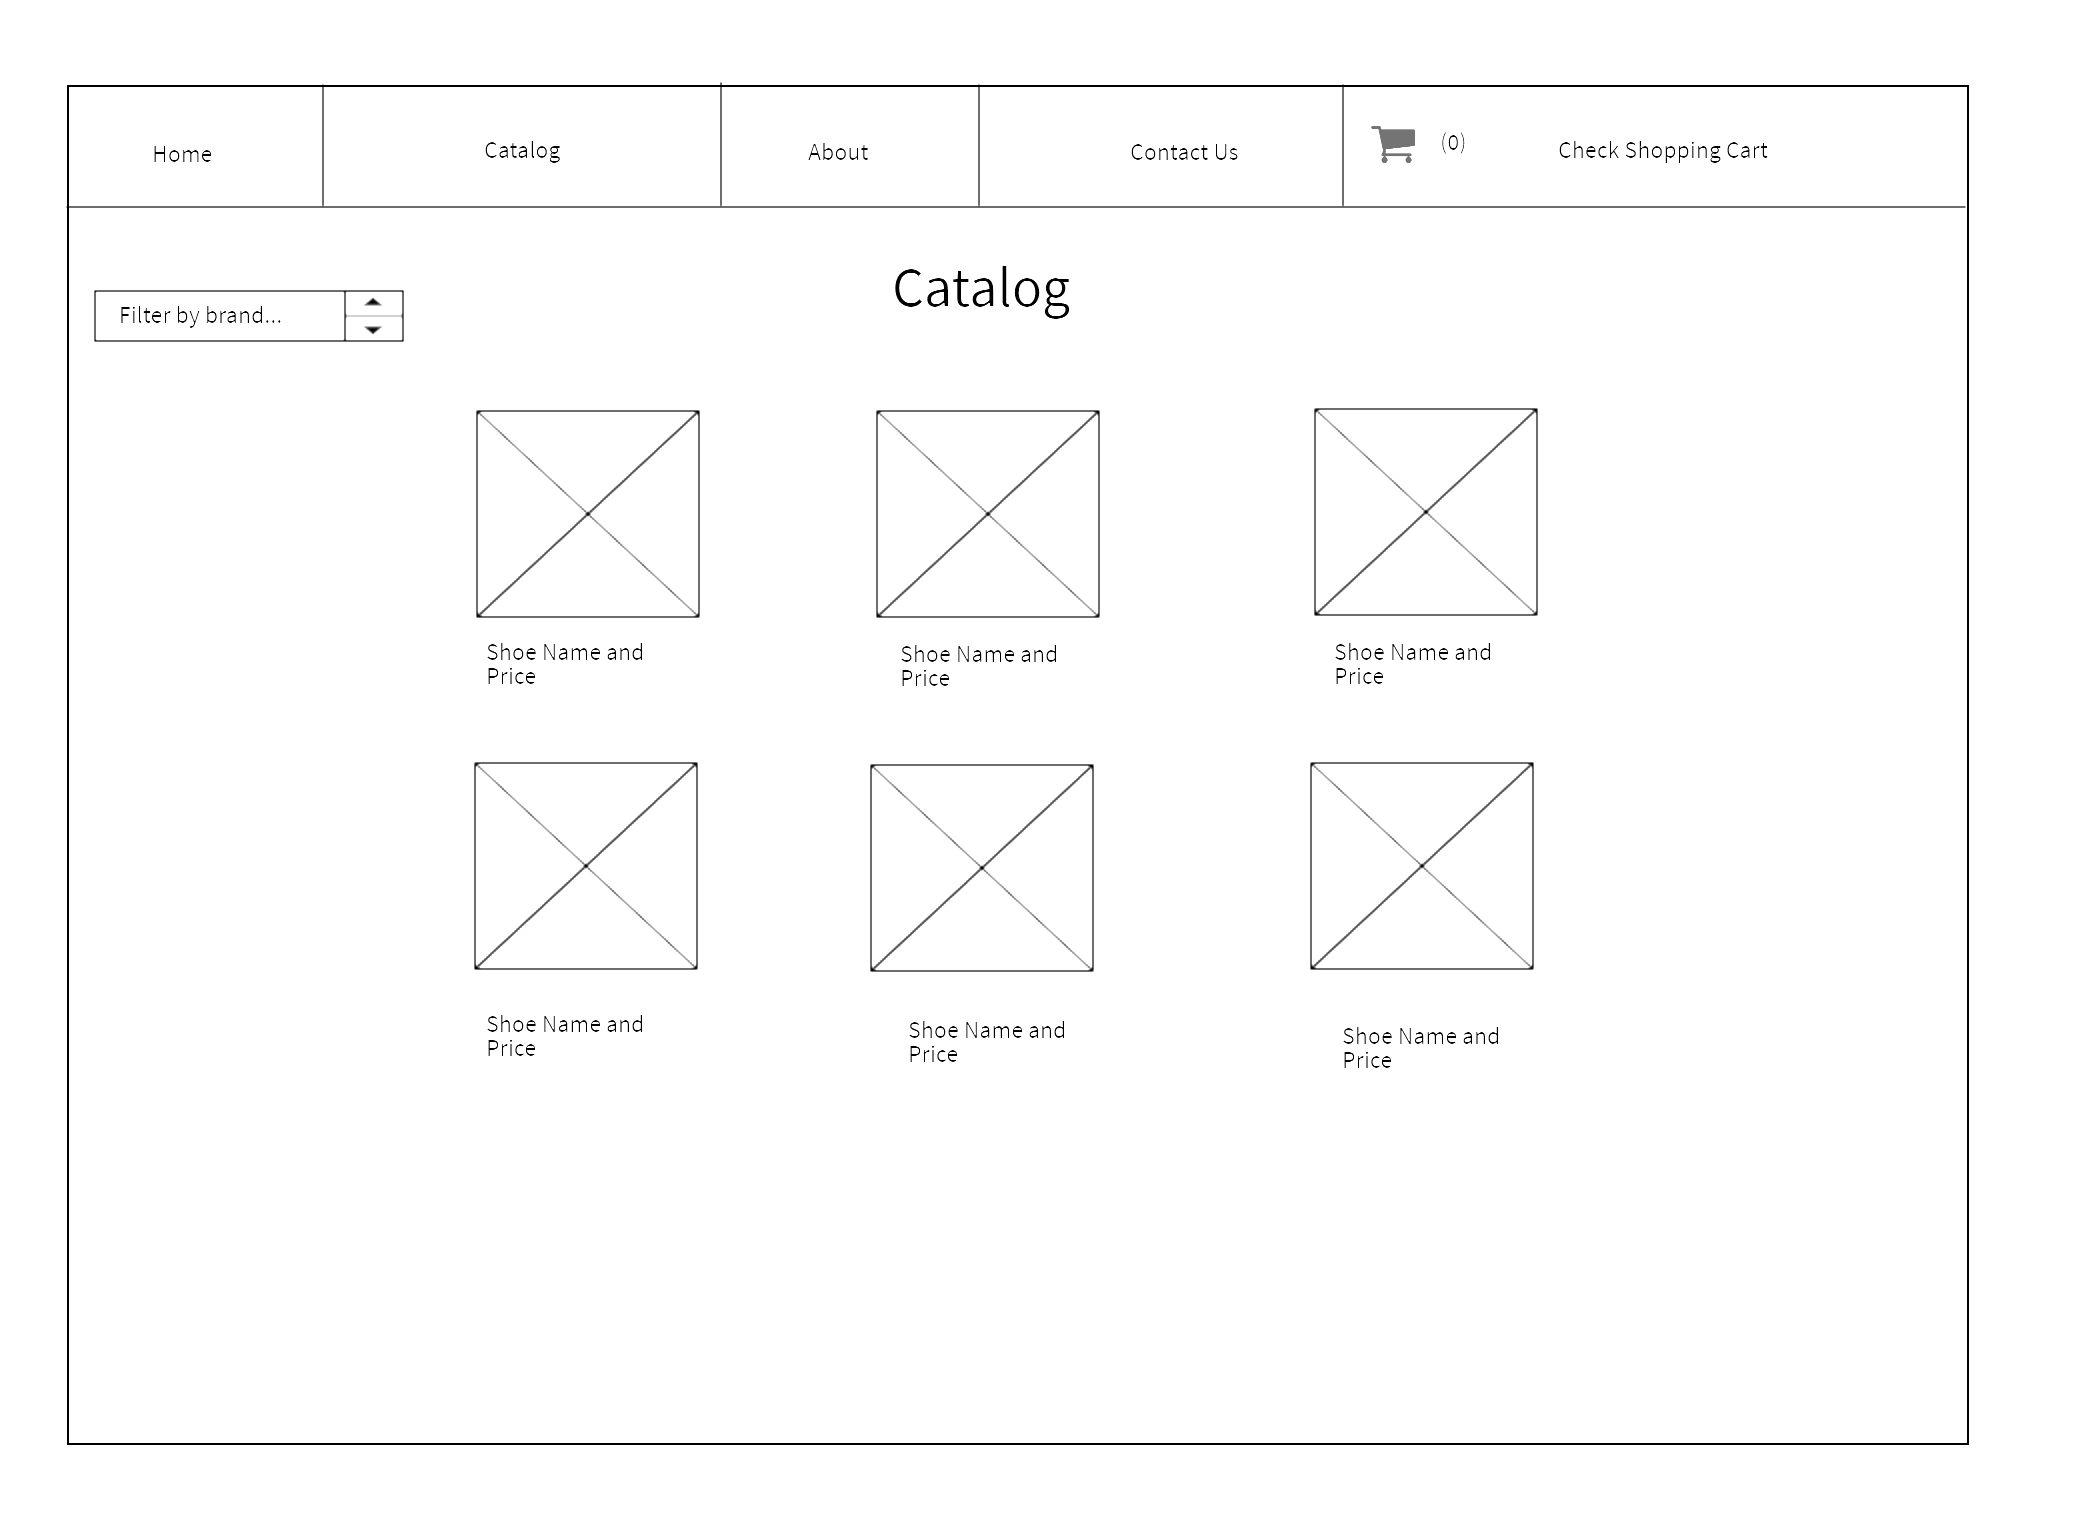 Home
Catalog
About
Contact Us
(0)
Check Shopping Cart
Catalog
Filter by brand...
Shoe Name and
Price
Shoe Name and
Price
Shoe Name and
Price
Shoe Name and
Price
Shoe Name and
Price
Shoe Name and
Price